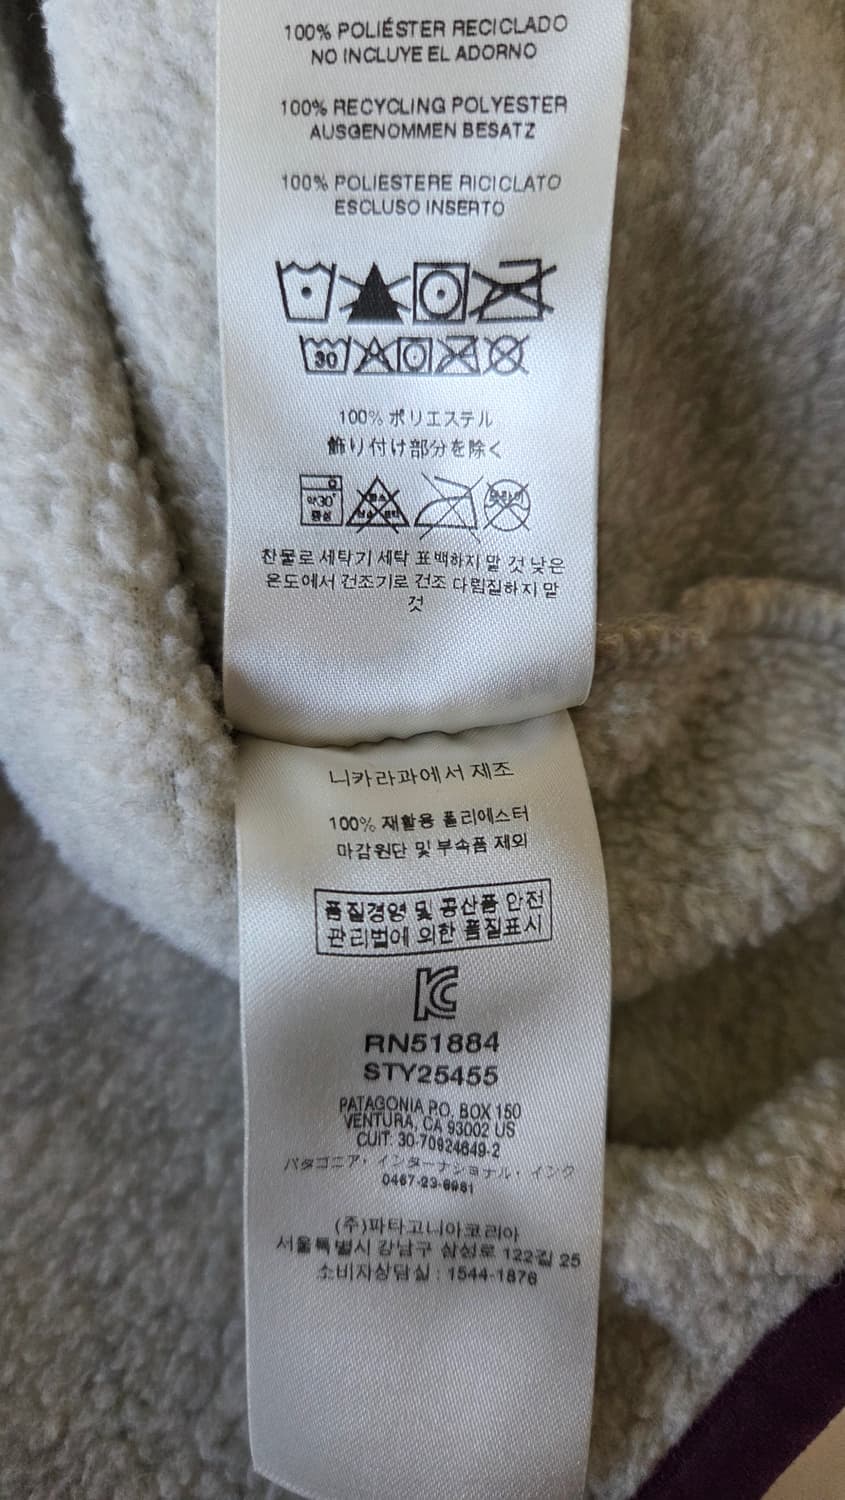 100% POLIÉSTER RECICLADO
NO INCLUYE EL ADORNO
100% RECYCLING POLYESTER
AUSGENOMMEN BESATZ
100% POLIESTERE RICICLATO
ESCLUSO INSERTO
30
100% ポリエステル
飾り付け部分を除く
약30°
중성
찬물로 세탁기 세탁 표백하지 말 것 낮은
온도에서 건조기로 건조 다림질하지 말
것
니카라과에서 제조
100% 재활용 폴리에스터
마감원단 및 부속품 제외
품질경영 및 공산품 안전
관리법에 의한 품질표시
RN51884
STY25455
PATAGONIA P.O. BOX 150
VENTURA, CA 93002 US
CUIT: 30-70924649-2
パタゴニア・インターナショナル・インク
0467-23-8981
(주)파타고니아코리아
서울특별시 강남구 삼성로 122길 25
소비자상담실 : 1544-1876